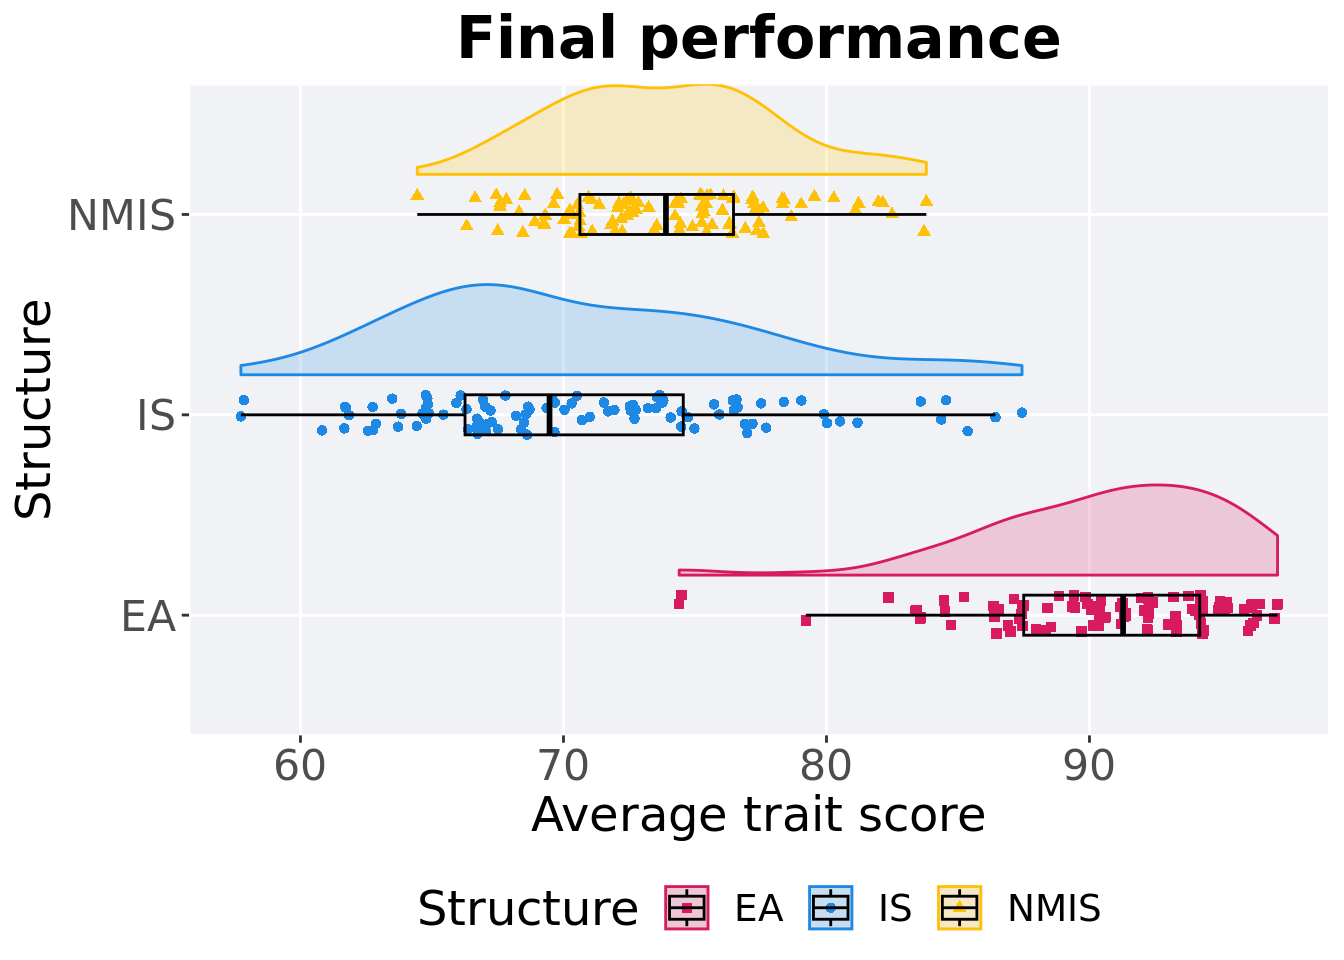 Final performance
Structure
NMIS
IS
EA
60 70 80 90
Average trait score
Structure EA IS NMIS